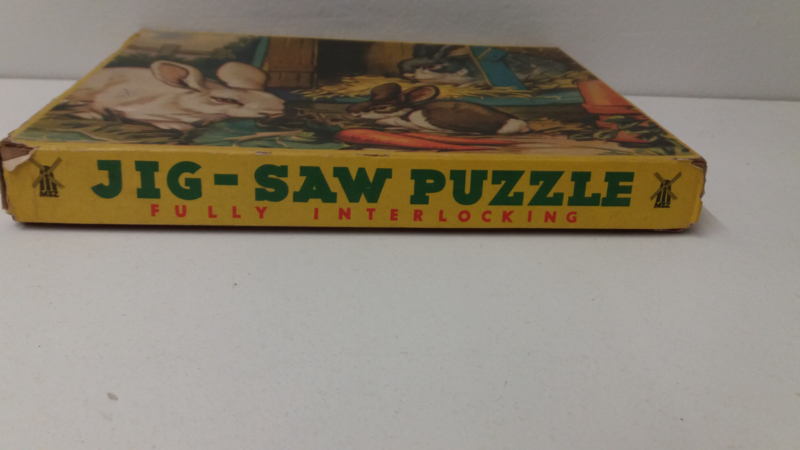 JIG-SAW PUZZLE
FULLY INTERLOCKING